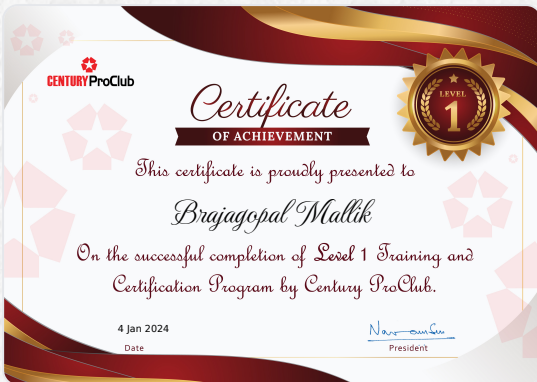 CENTURY ProClub
Certificate
OF ACHIEVEMENT
LEVEL
1
This certificate is proudly presented to
Brajagopal Mallik
On the successful completion of Level 1 Training and
Certification Program by Century ProClub.
4 Jan 2024
Date
President